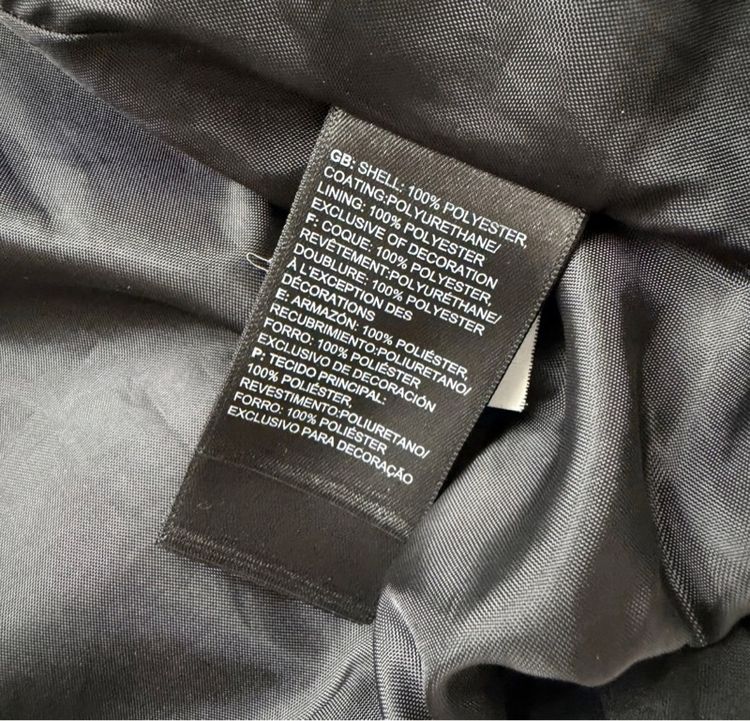 GB: SHELL: 100% POLYESTER,
COATING:POLYURETHANE/
LINING: 100% POLYESTER
EXCLUSIVE OF DECORATION
F: COQUE: 100% POLYESTER,
REVÊTEMENT:POLYURÉTHANE/
DOUBLURE: 100% POLYESTER
À L'EXCEPTION DES
DÉCORATIONS
E: ARMAZÓN: 100% POLIÉSTER,
RECUBRIMIENTO:POLIURETANO/
FORRO: 100% POLIÉSTER
EXCLUSIVO DE DECORACIÓN
P: TECIDO PRINCIPAL:
100% POLIÉSTER,
REVESTIMENTO:POLIURETANO/
FORRO: 100% POLIÉSTER
EXCLUSIVO PARA DECORAÇÃO